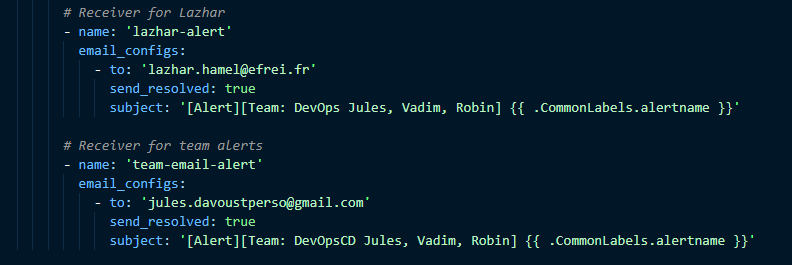 # Receiver for Lazhar
- name: 'lazhar-alert'
email_configs:
- to: 'lazhar.hamel@efrei.fr'
send_resolved: true
subject: '[Alert][Team: DevOps Jules, Vadim, Robin] {{ .CommonLabels.alertname }}'
# Receiver for team alerts
- name: 'team-email-alert'
email_configs:
- to: 'jules.davoustperso@gmail.com'
send_resolved: true
subject: '[Alert][Team: DevOpsCD Jules, Vadim, Robin] {{ .CommonLabels.alertname }}'